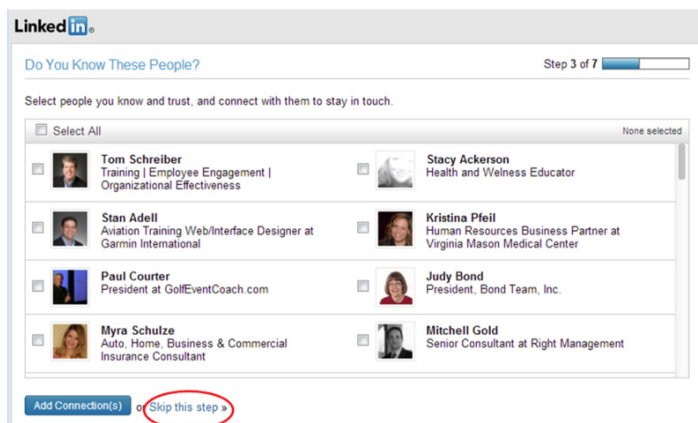 Linked in®
Do You Know These People?
Step 3 of 7
Select people you know and trust, and connect with them to stay in touch.
Select All
None selected
Tom Schreiber
Training | Employee Engagement |
Organizational Effectiveness
Stacy Ackerson
Health and Welness Educator
Stan Adell
Aviation Training Web/Interface Designer at
Garmin International
Kristina Pfeil
Human Resources Business Partner at
Virginia Mason Medical Center
Paul Courter
President at GolfEventCoach.com
Judy Bond
President, Bond Team, Inc.
Myra Schulze
Auto, Home, Business & Commercial
Insurance Consultant
Mitchell Gold
Senior Consultant at Right Management
Add Connection(s) or Skip this step »